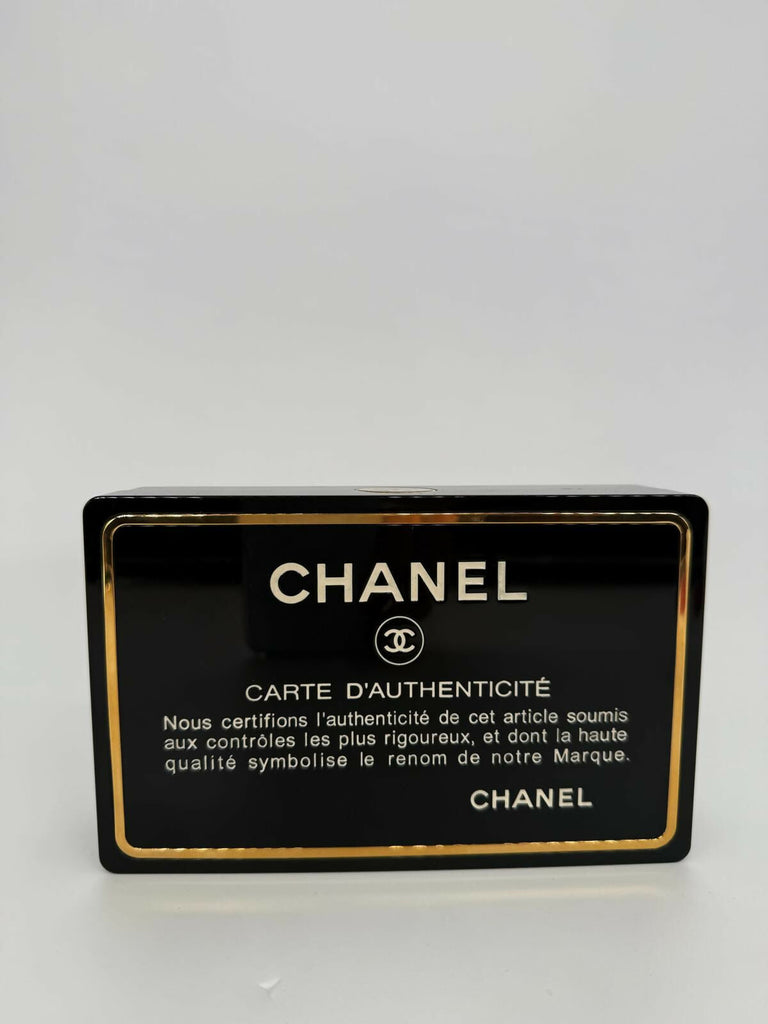 CHANEL
CARTE D'AUTHENTICITÉ
Nous certifions l'authenticité de cet article soumis
aux contrôles les plus rigoureux, et dont la haute
qualité symbolise le renom de notre Marque.
CHANEL